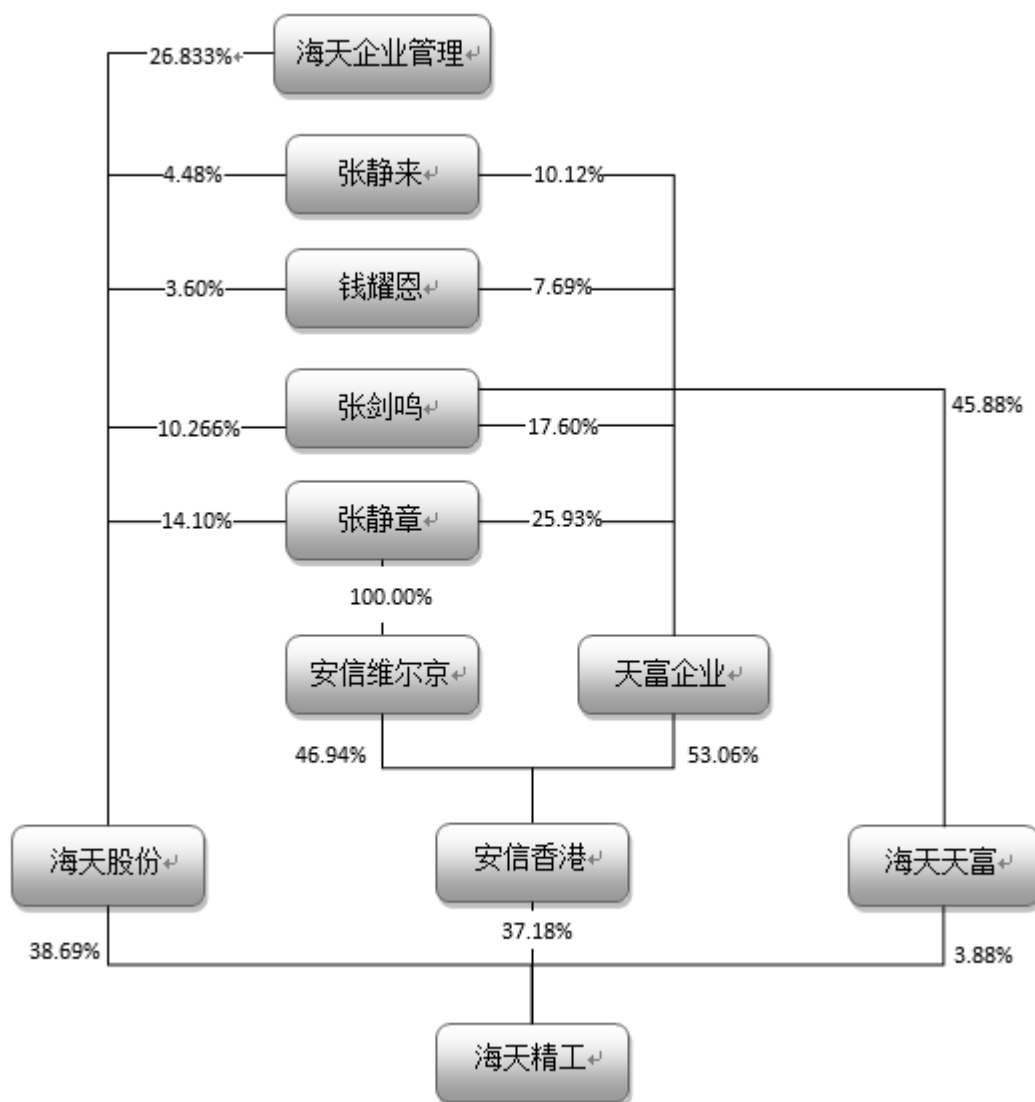 26.833%
海天企业管理
4.48%
张静来
10.12%
3.60%
钱耀恩
7.69%
张剑鸣
45.88%
10.266%
17.60%
14.10%
张静章
25.93%
100.00%
安信维尔京
天富企业
46.94%
53.06%
海天股份
安信香港
海天天富
38.69%
37.18%
3.88%
海天精工